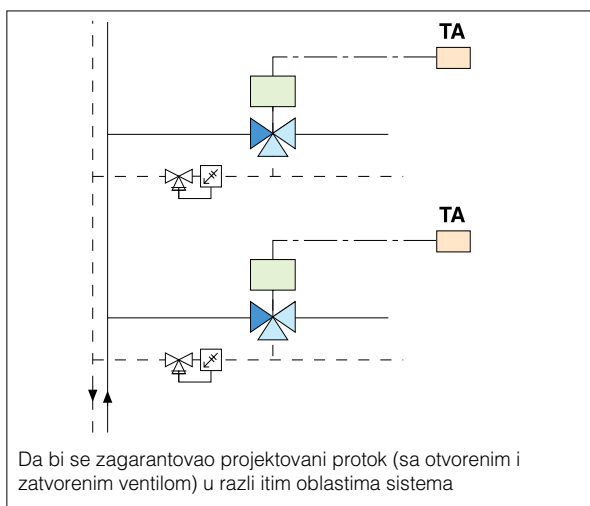 TA
TA
Da bi se zagarantovao projektovani protok (sa otvorenim i
zatvorenim ventilom) u razli itim oblastima sistema